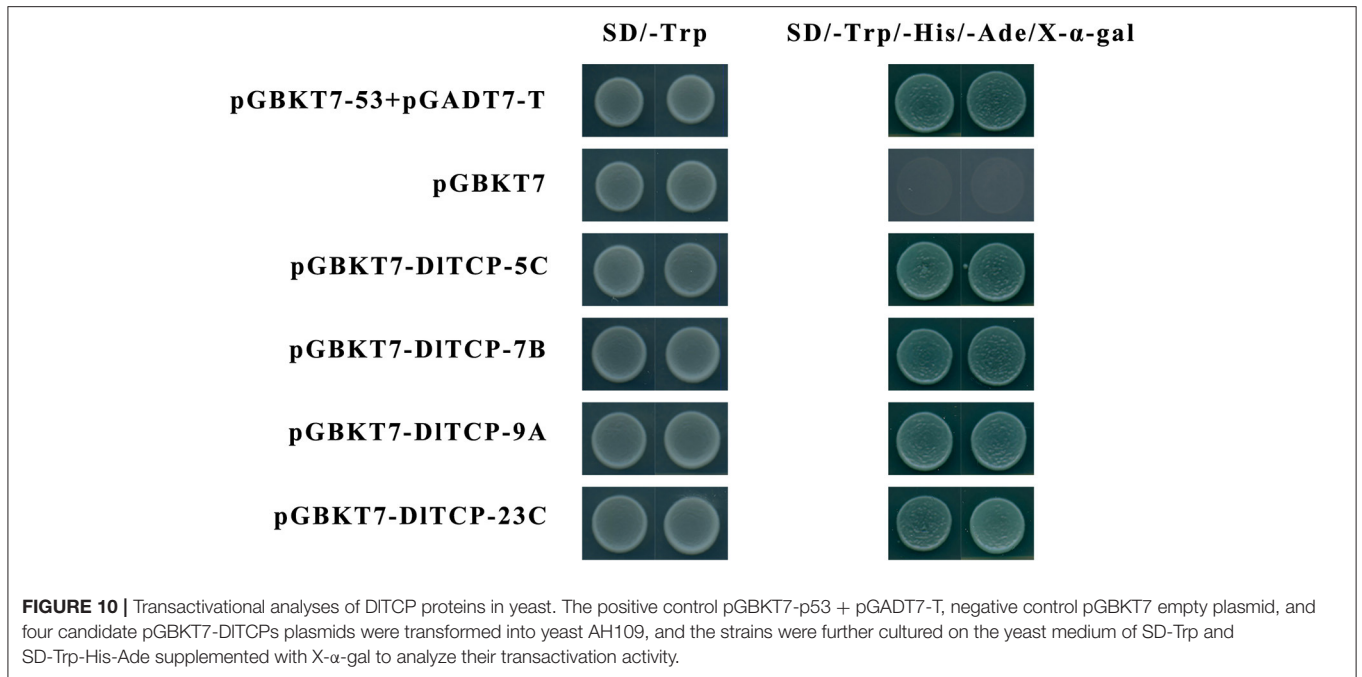 SD/-Trp SD/-Trp/-His/-Ade/X-α-gal
pGBKT7-53+pGADT7-T
pGBKT7
pGBKT7-DlTCP-5C
pGBKT7-DlTCP-7B
pGBKT7-DlTCP-9A
pGBKT7-DlTCP-23C
FIGURE 10 | Transactivational analyses of DlTCP proteins in yeast. The positive control pGBKT7-p53 + pGADT7-T, negative control pGBKT7 empty plasmid, and
four candidate pGBKT7-DlTCPs plasmids were transformed into yeast AH109, and the strains were further cultured on the yeast medium of SD-Trp and
SD-Trp-His-Ade supplemented with X-α-gal to analyze their transactivation activity.